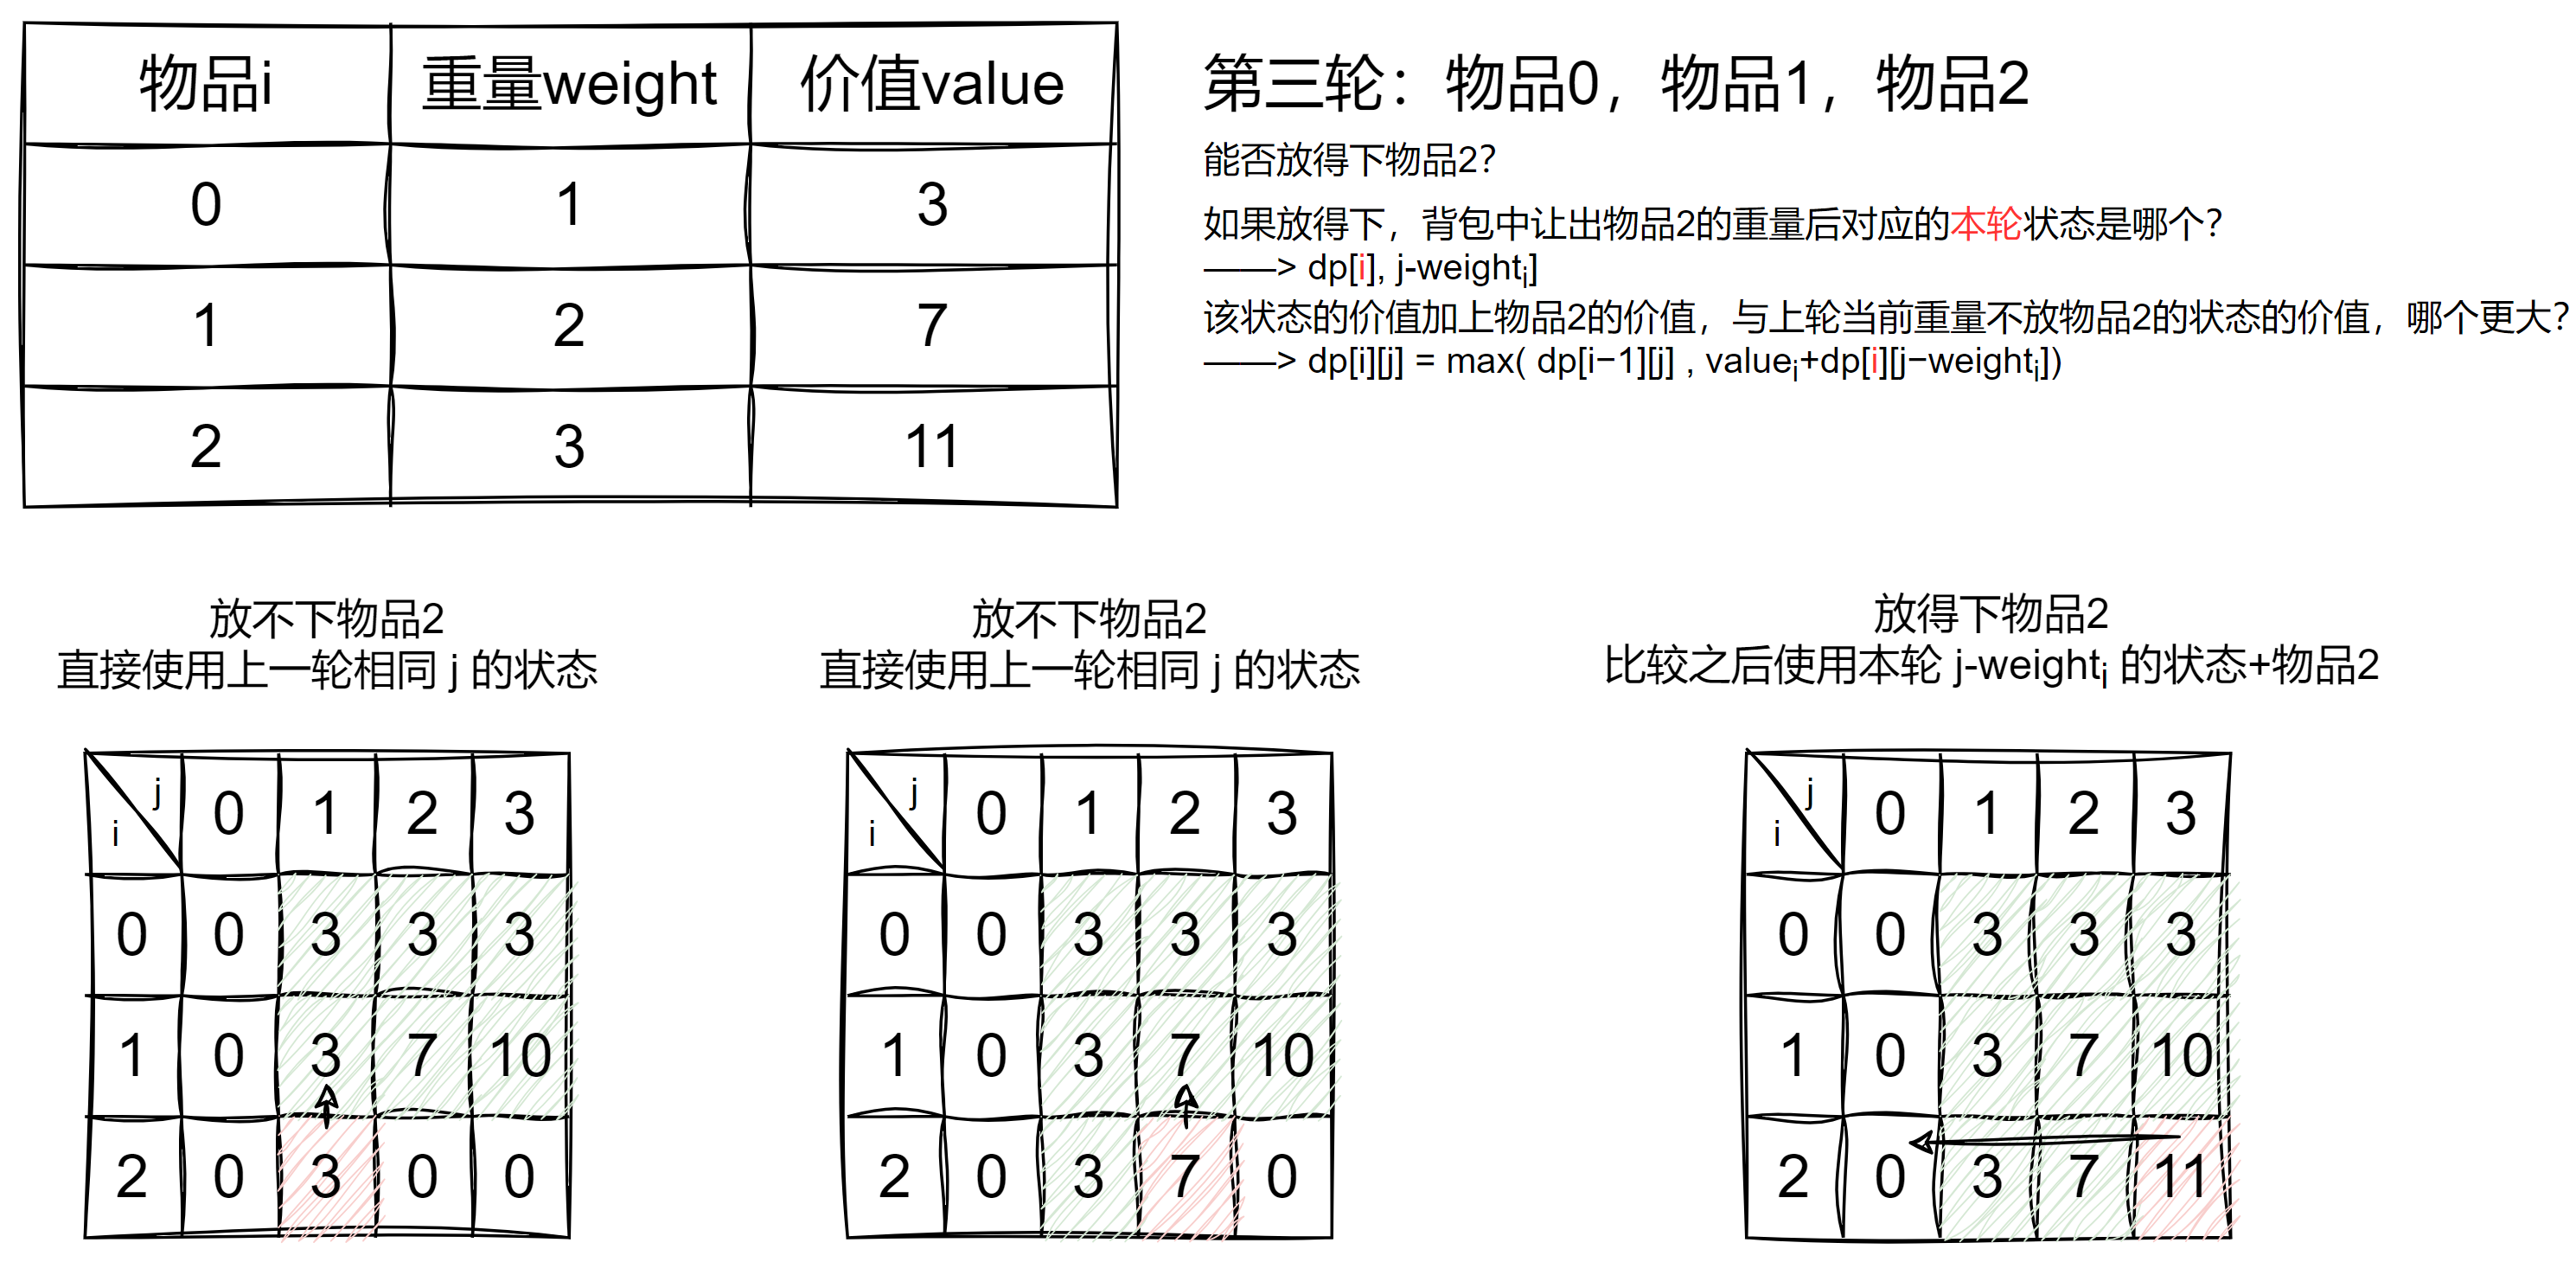 物品i 重量weight 价值value
0 1 3
1 2 7
2 3 11
第三轮：物品0，物品1，物品2
能否放得下物品2？
如果放得下，背包中让出物品2的重量后对应的本轮状态是哪个？
——> dp[i], j-weighti]
该状态的价值加上物品2的价值，与上轮当前重量不放物品2的状态的价值，哪个更大？
——> dp[i][j] = max( dp[i−1][j] , valuei+dp[i][j−weighti])
放不下物品2
直接使用上一轮相同 j 的状态
j
i
0 1 2 3
0 0 3 3 3
1 0 3 7 10
2 0 3 0 0
放不下物品2
直接使用上一轮相同 j 的状态
j
i
0 1 2 3
0 0 3 3 3
1 0 3 7 10
2 0 3 7 0
放得下物品2
比较之后使用本轮 j-weighti 的状态+物品2
j
i
0 1 2 3
0 0 3 3 3
1 0 3 7 10
2 0 3 7 11